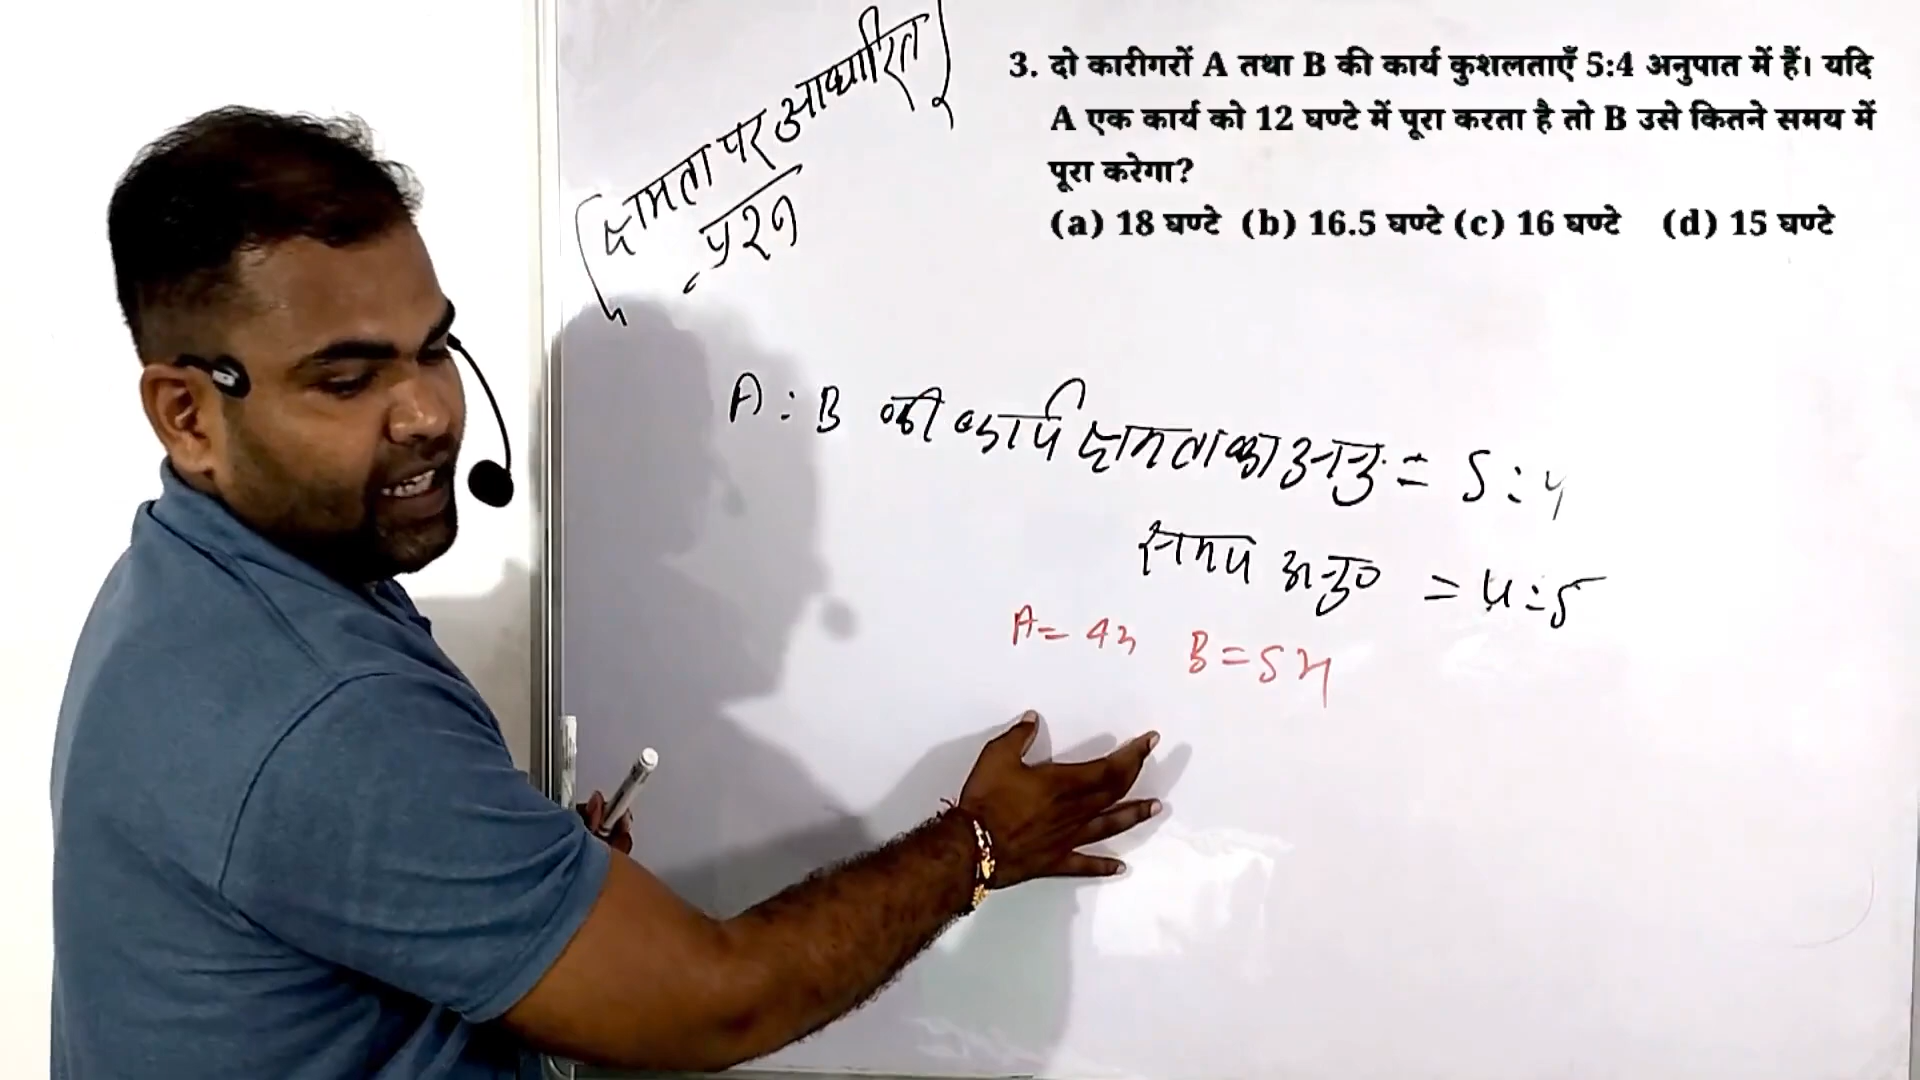 3. दो कारीगरों A तथा B की कार्य कुशलताएँ 5:4 अनुपात में हैं। यदि
A एक कार्य को 12 घण्टे में पूरा करता है तो B उसे कितने समय में
पूरा करेगा?
(a) 18 घण्टे (b) 16.5 घण्टे (c) 16 घण्टे (d) 15 घण्टे
[क्षमता पर आधारित]
प्रश्न
A : B की कार्य क्षमता का अनु. = 5 : 4
समय अनु० = 4 : 5
A = 4x B = 5x